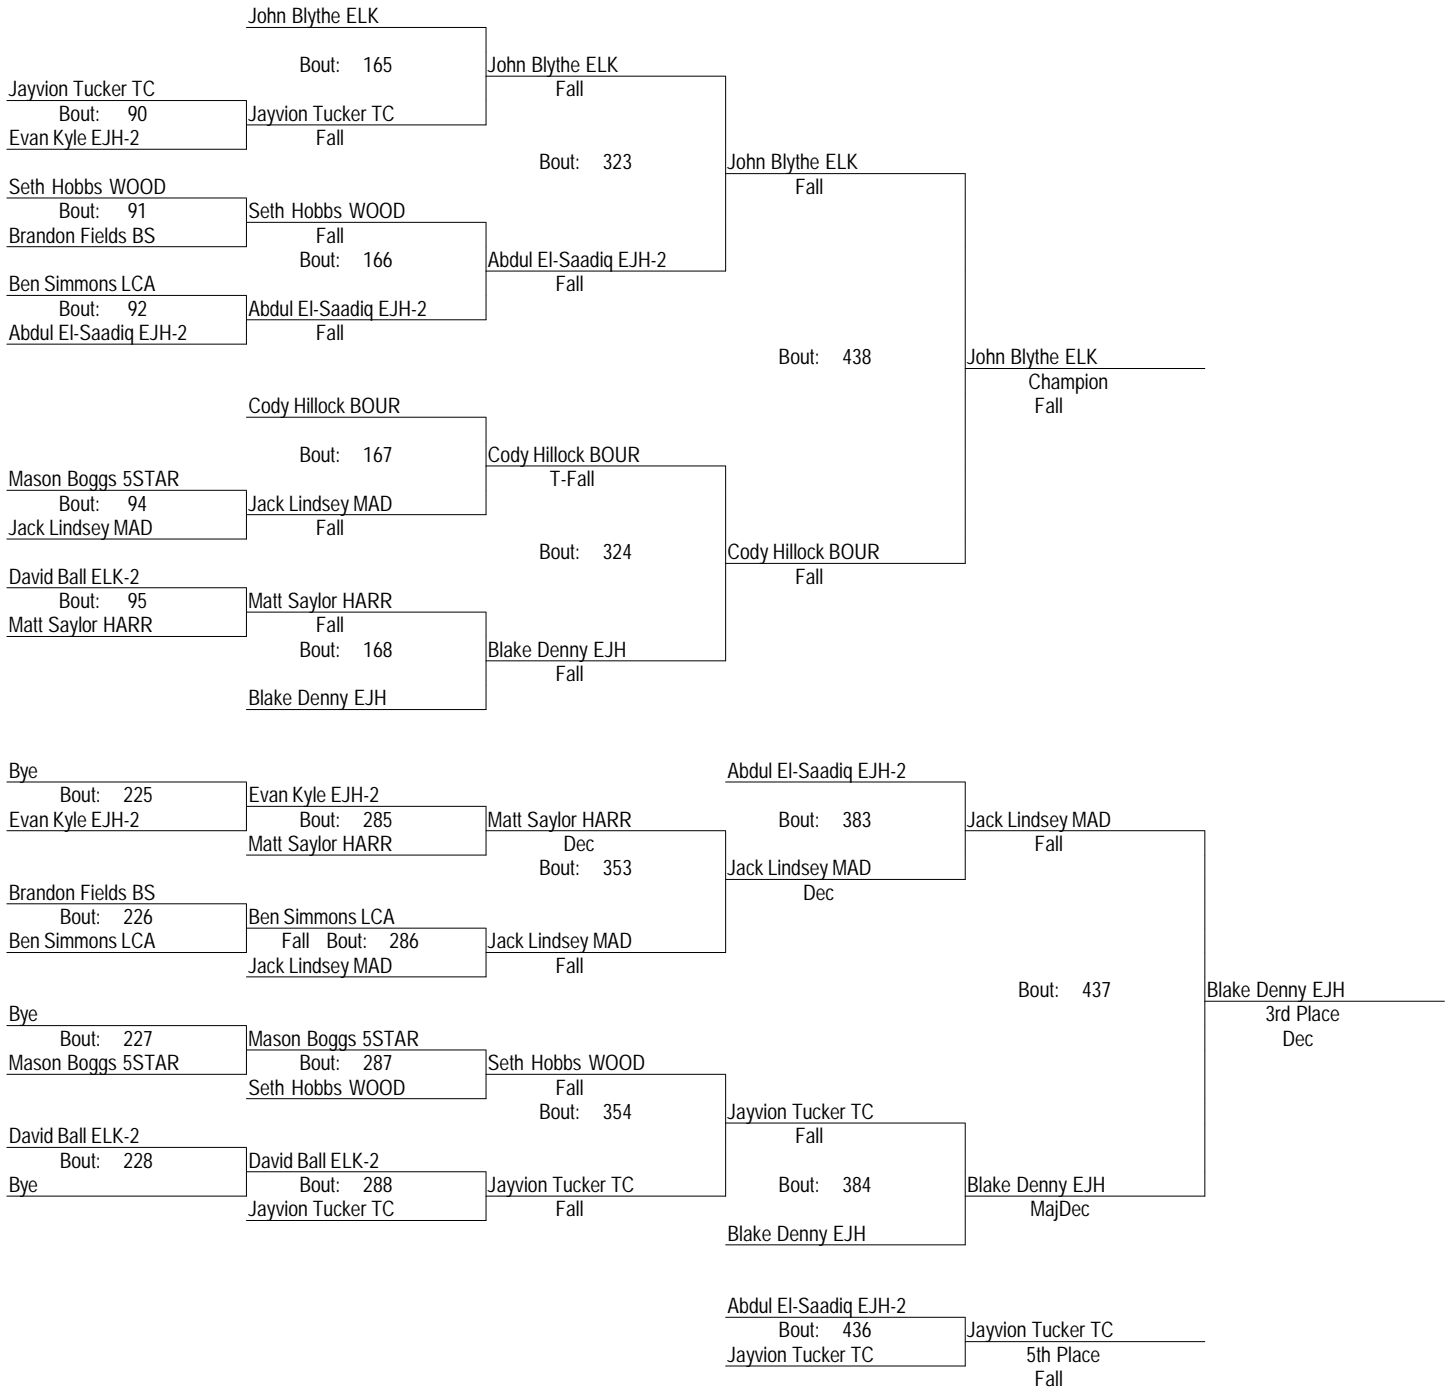 John Blythe ELK
Bout: 165
John Blythe ELK
Fall
Jayvion Tucker TC
Bout: 90
Jayvion Tucker TC
Evan Kyle EJH-2
Fall
Bout: 323
John Blythe ELK
Fall
Seth Hobbs WOOD
Bout: 91
Seth Hobbs WOOD
Brandon Fields BS
Fall
Bout: 166
Abdul El-Saadiq EJH-2
Fall
Ben Simmons LCA
Bout: 92
Abdul El-Saadiq EJH-2
Abdul El-Saadiq EJH-2
Fall
Bout: 438
John Blythe ELK
Champion
Fall
Cody Hillock BOUR
Bout: 167
Cody Hillock BOUR
T-Fall
Mason Boggs 5STAR
Bout: 94
Jack Lindsey MAD
Jack Lindsey MAD
Fall
Bout: 324
Cody Hillock BOUR
Fall
David Ball ELK-2
Bout: 95
Matt Saylor HARR
Matt Saylor HARR
Fall
Bout: 168
Blake Denny EJH
Fall
Blake Denny EJH
Bye
Bout: 225
Evan Kyle EJH-2
Evan Kyle EJH-2
Bout: 285
Matt Saylor HARR
Matt Saylor HARR
Dec
Bout: 353
Abdul El-Saadiq EJH-2
Bout: 383
Jack Lindsey MAD
Fall
Jack Lindsey MAD
Dec
Brandon Fields BS
Bout: 226
Ben Simmons LCA
Ben Simmons LCA
Fall Bout: 286
Jack Lindsey MAD
Jack Lindsey MAD
Fall
Bout: 437
Blake Denny EJH
3rd Place
Dec
Bye
Bout: 227
Mason Boggs 5STAR
Mason Boggs 5STAR
Bout: 287
Seth Hobbs WOOD
Seth Hobbs WOOD
Fall
Bout: 354
Jayvion Tucker TC
Fall
David Ball ELK-2
Bout: 228
Bye
David Ball ELK-2
Bout: 288
Jayvion Tucker TC
Jayvion Tucker TC
Fall
Bout: 384
Blake Denny EJH
MajDec
Blake Denny EJH
Abdul El-Saadiq EJH-2
Bout: 436
Jayvion Tucker TC
Jayvion Tucker TC
5th Place
Fall